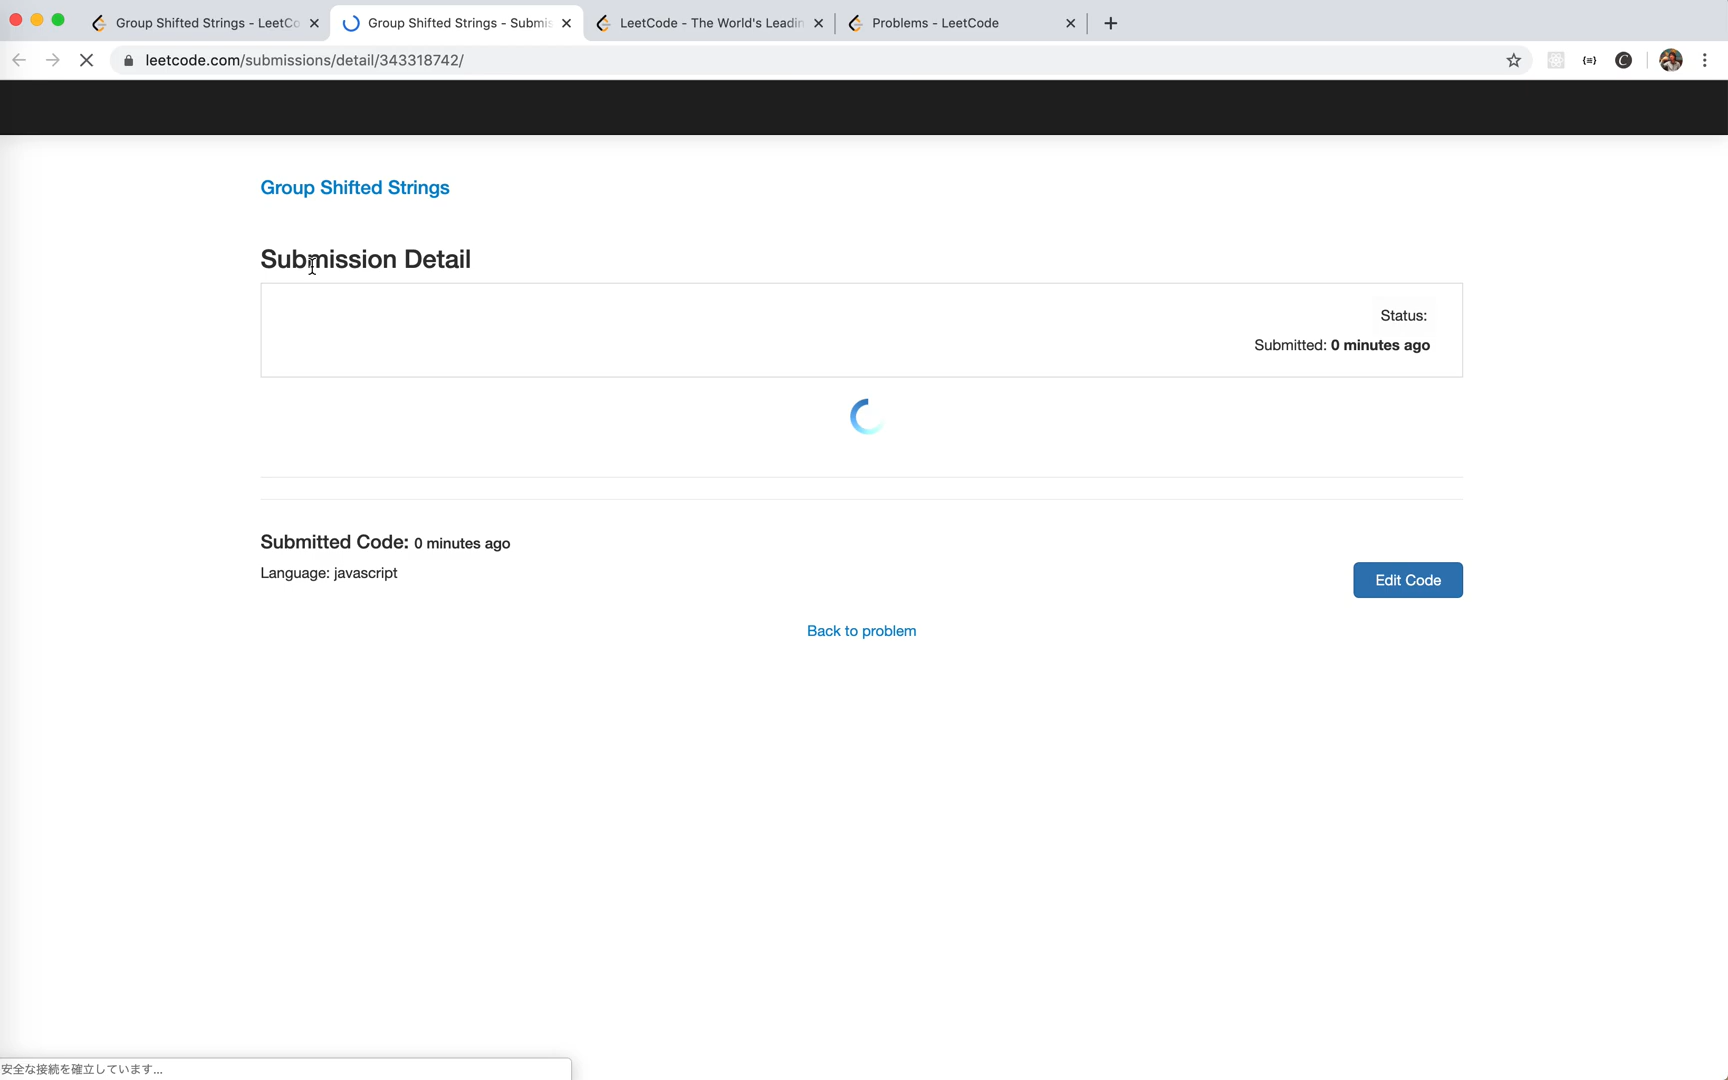 Group Shifted Strings - LeetCo
Group Shifted Strings - Submis
LeetCode - The World's Leadin
Problems - LeetCode
leetcode.com/submissions/detail/343318742/
Group Shifted Strings
Submission Detail
Status:
Submitted: 0 minutes ago
Submitted Code: 0 minutes ago
Language: javascript
Edit Code
Back to problem
安全な接続を確立しています...